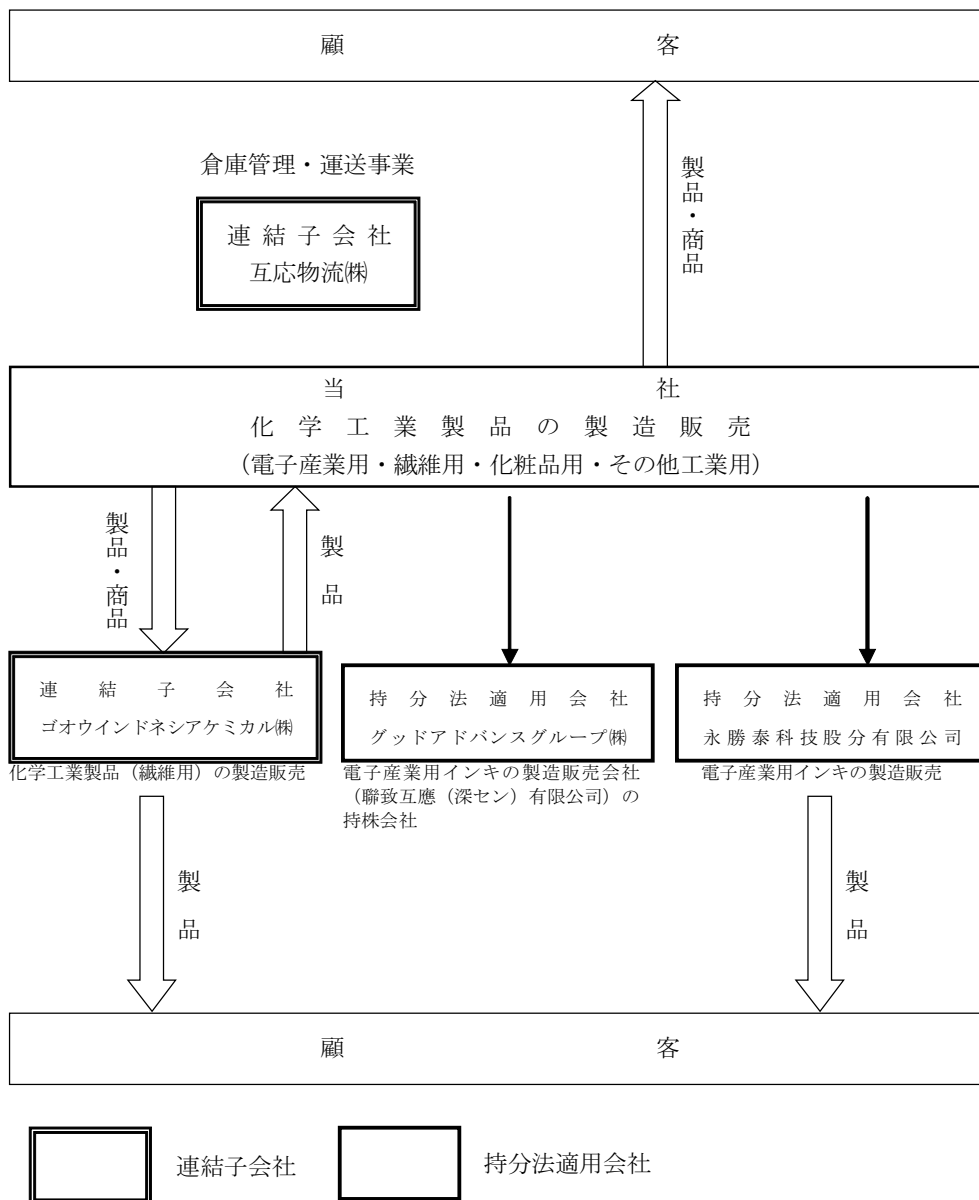 顧客
倉庫管理・運送事業
連結子会社
互応物流㈱
製品・商品
当社
化学工業製品の製造販売
（電子産業用・繊維用・化粧品用・その他工業用）
製品・商品
製品
連結子会社
ゴオウインドネシアケミカル㈱
化学工業製品（繊維用）の製造販売
持分法適用会社
グッドアドバンスグループ㈱
電子産業用インキの製造販売会社
（聯致互應（深セン）有限公司）の
持株会社
持分法適用会社
永勝泰科技股分有限公司
電子産業用インキの製造販売
製品
製品
顧客
連結子会社
持分法適用会社